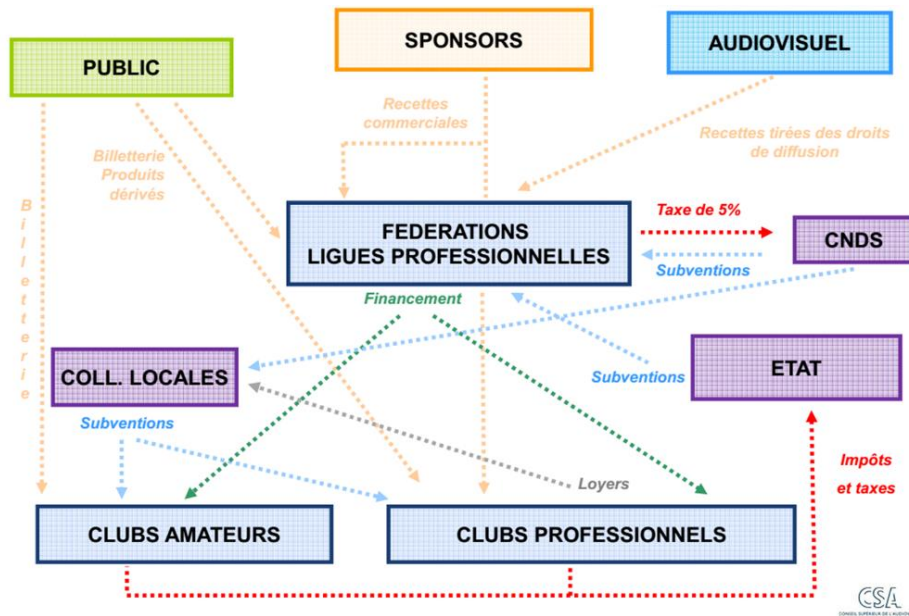 SPONSORS
AUDIOVISUEL
PUBLIC
Recettes
commerciales
Recettes tirées des droits
de diffusion
Billetterie
Produits
dérivés
Billetterie
FEDERATIONS
LIGUES PROFESSIONNELLES
Taxe de 5%
CNDS
Subventions
Financement
COLL. LOCALES
Subventions
ETAT
Subventions
Loyers
Impôts
et taxes
CLUBS AMATEURS
CLUBS PROFESSIONNELS
CSA